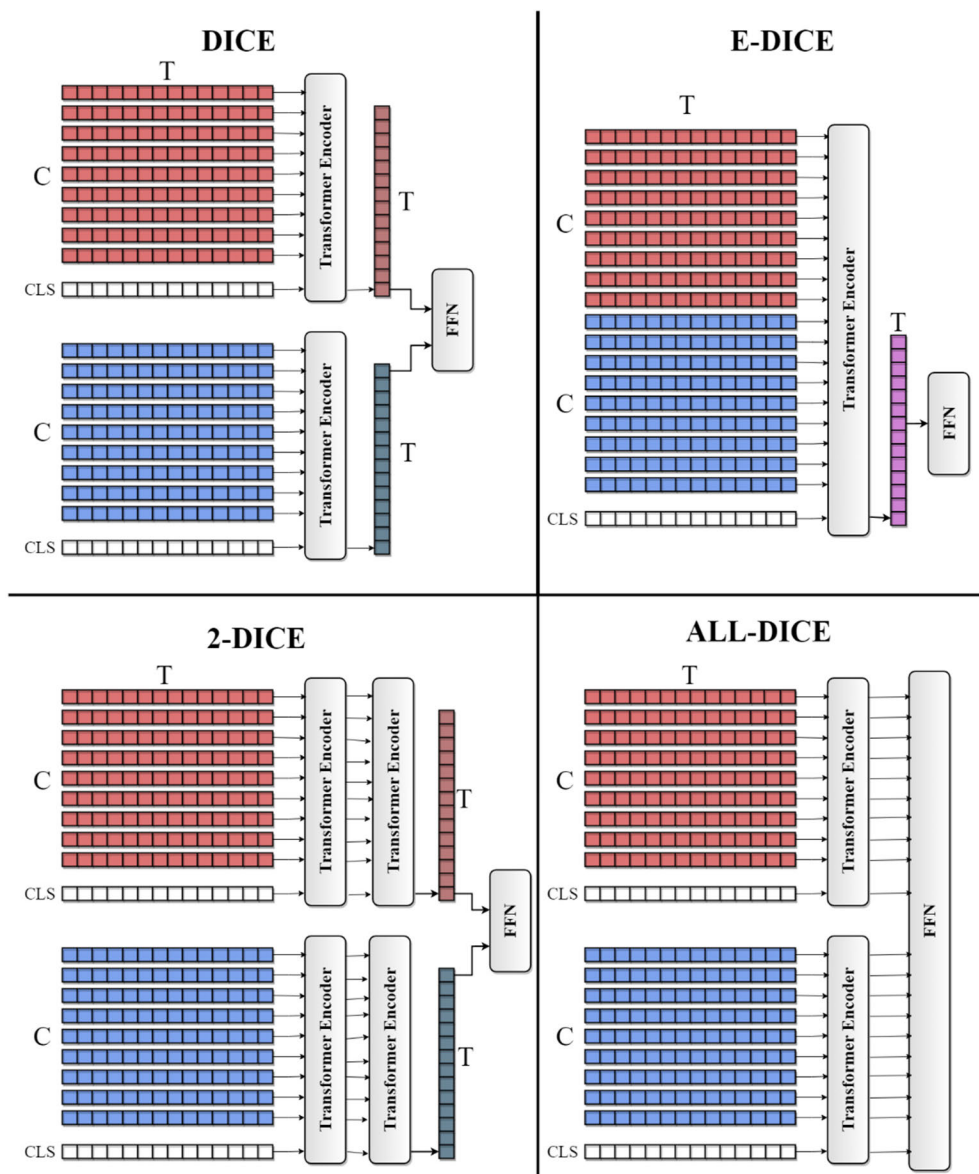 DICE
T
C
Transformer Encoder
T
CLS
FFN
C
Transformer Encoder
T
CLS
E-DICE
T
C
Transformer Encoder
T
C
FFN
CLS
2-DICE
T
C
Transformer Encoder
Transformer Encoder
T
CLS
FFN
C
Transformer Encoder
Transformer Encoder
T
CLS
ALL-DICE
T
C
Transformer Encoder
CLS
FFN
C
Transformer Encoder
CLS